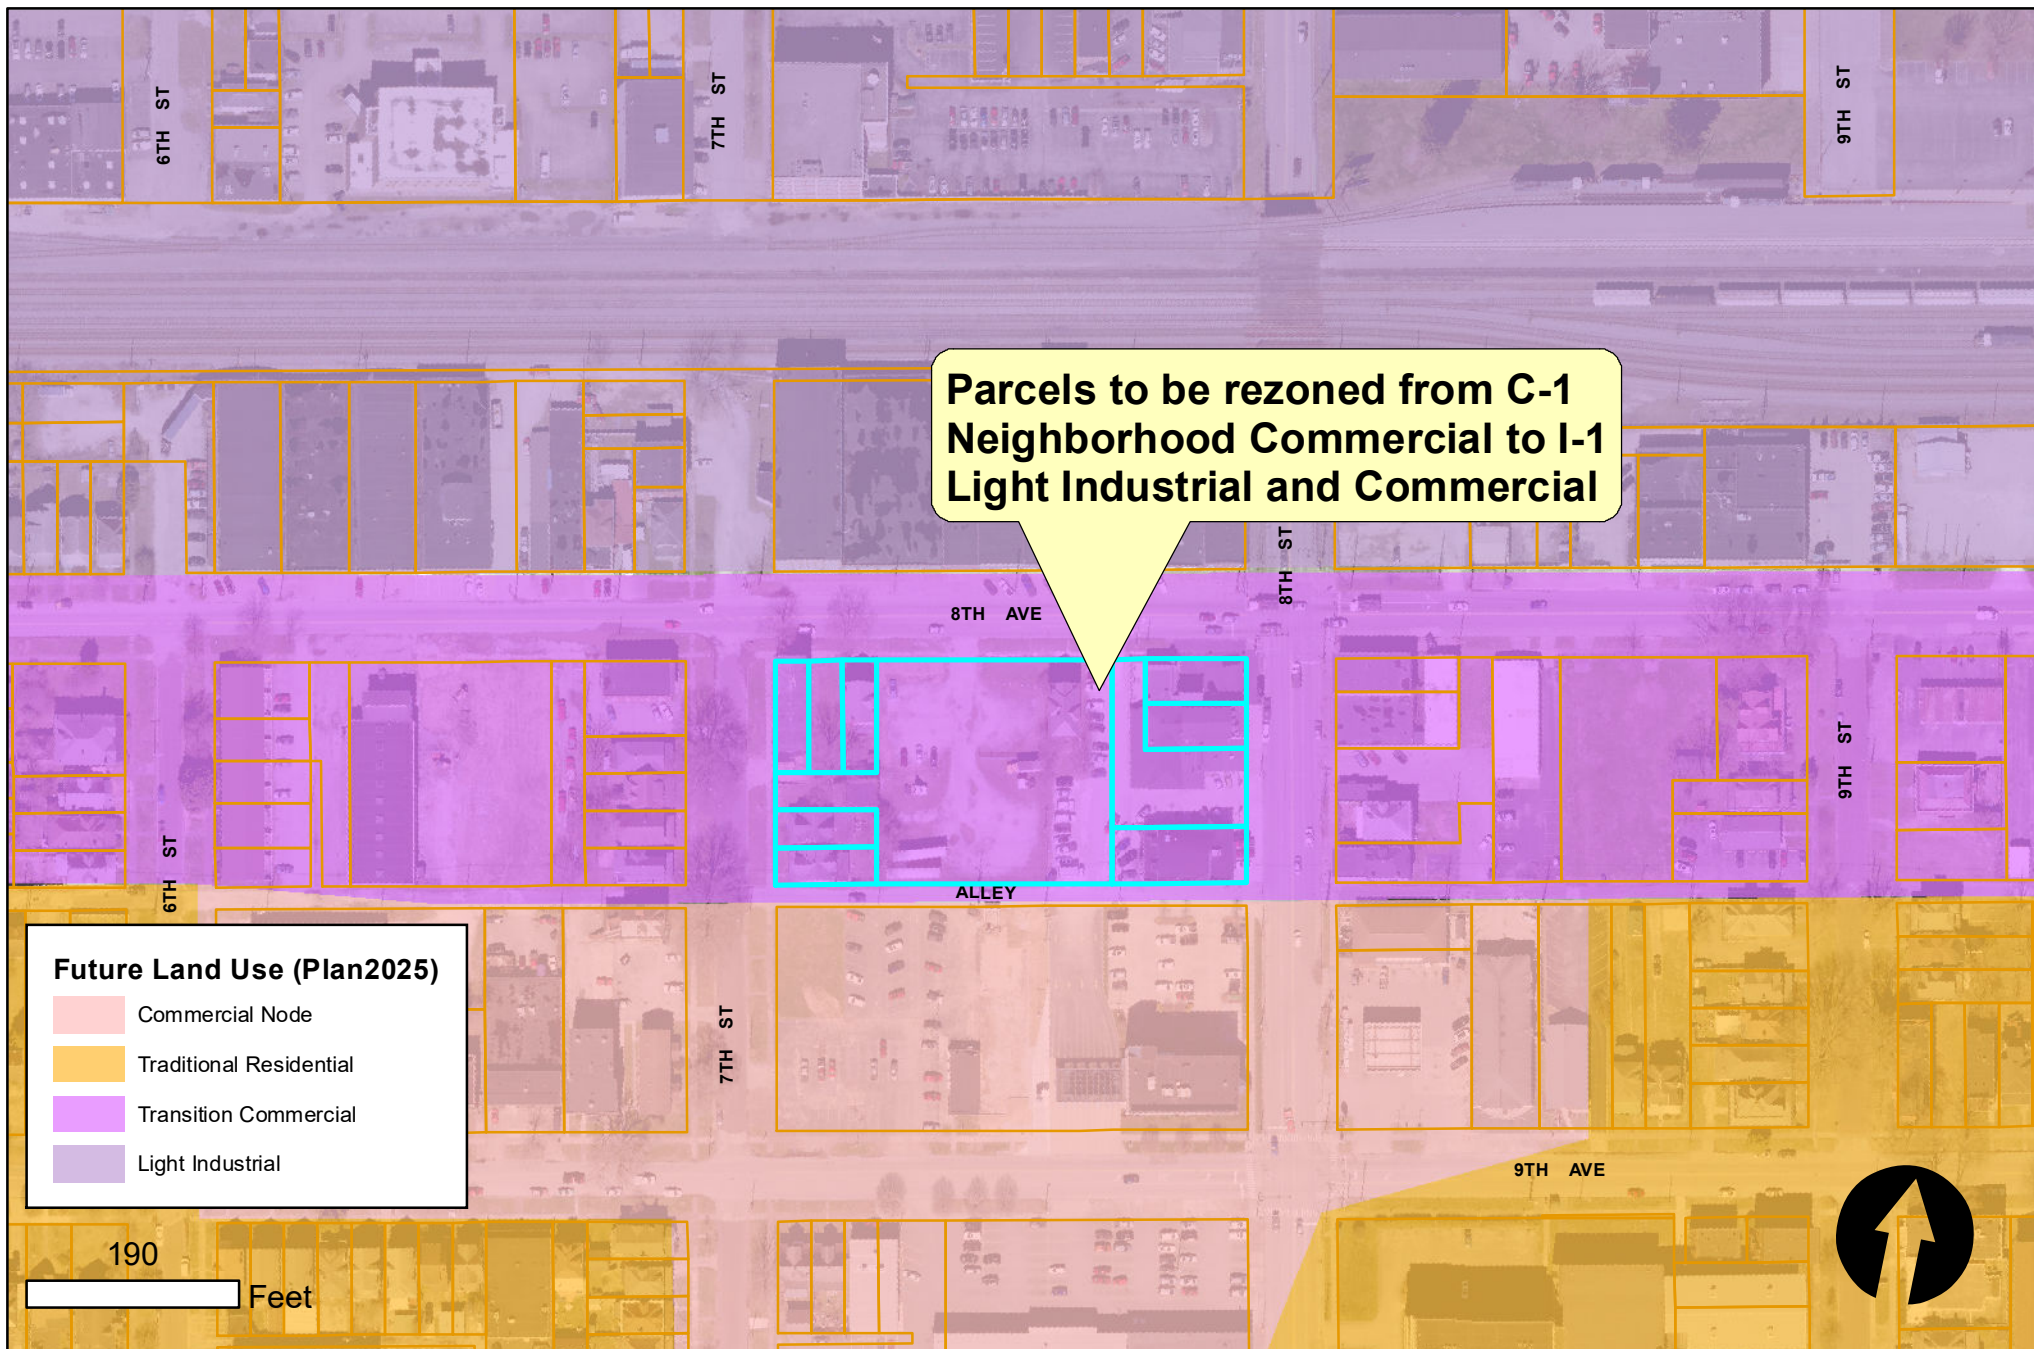 6TH ST
7TH ST
9TH ST
Parcels to be rezoned from C-1
Neighborhood Commercial to I-1
Light Industrial and Commercial
8TH ST
8TH AVE
9TH ST
6TH ST
ALLEY
Future Land Use (Plan2025)
Commercial Node
Traditional Residential
Transition Commercial
Light Industrial
7TH ST
9TH AVE
190
Feet